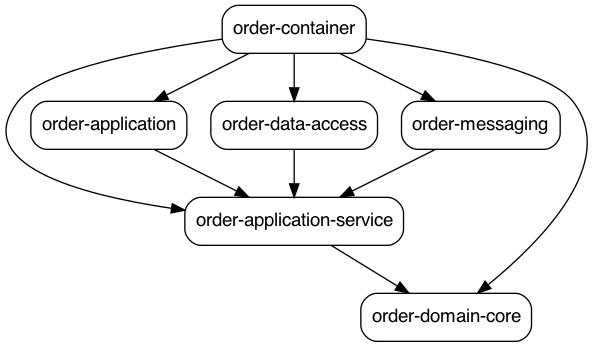 order-container
order-application
order-data-access
order-messaging
order-application-service
order-domain-core